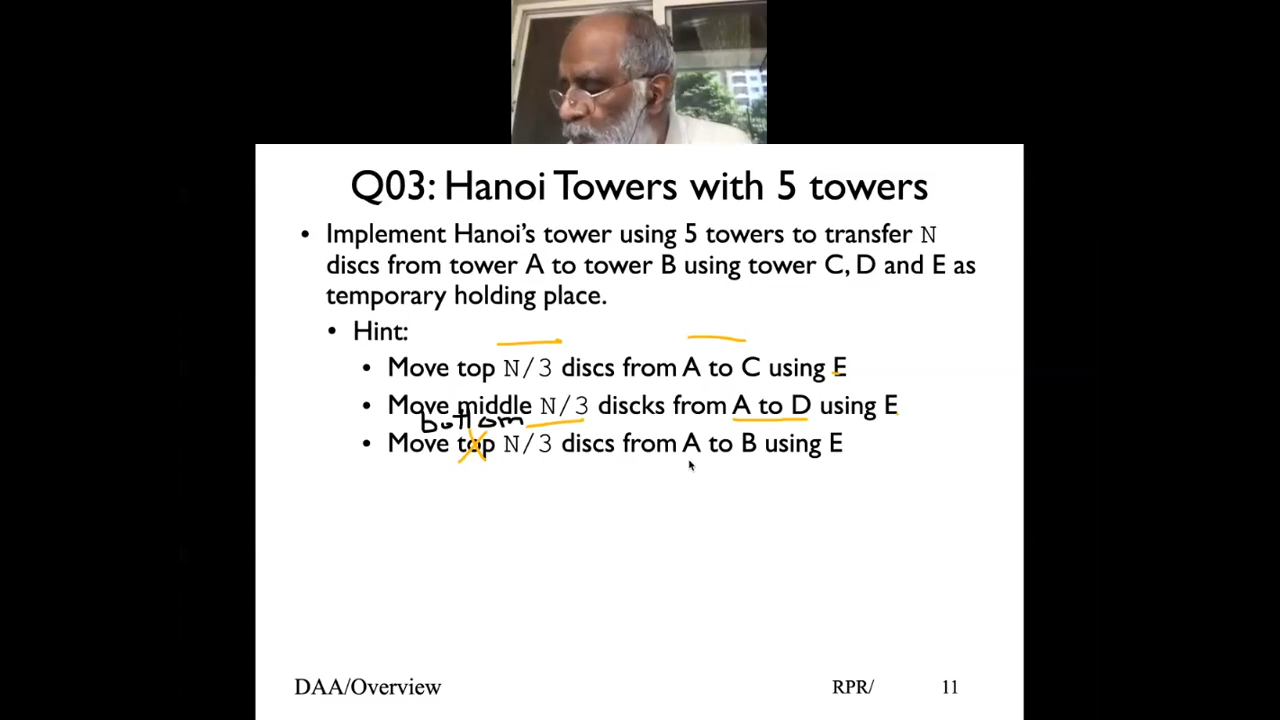 Q03: Hanoi Towers with 5 towers
• Implement Hanoi's tower using 5 towers to transfer N
discs from tower A to tower B using tower C, D and E as
temporary holding place.
• Hint:
• Move top N/3 discs from A to C using E
• Move middle N/3 discks from A to D using E
bottom
• Move top N/3 discs from A to B using E
DAA/Overview
RPR/
11